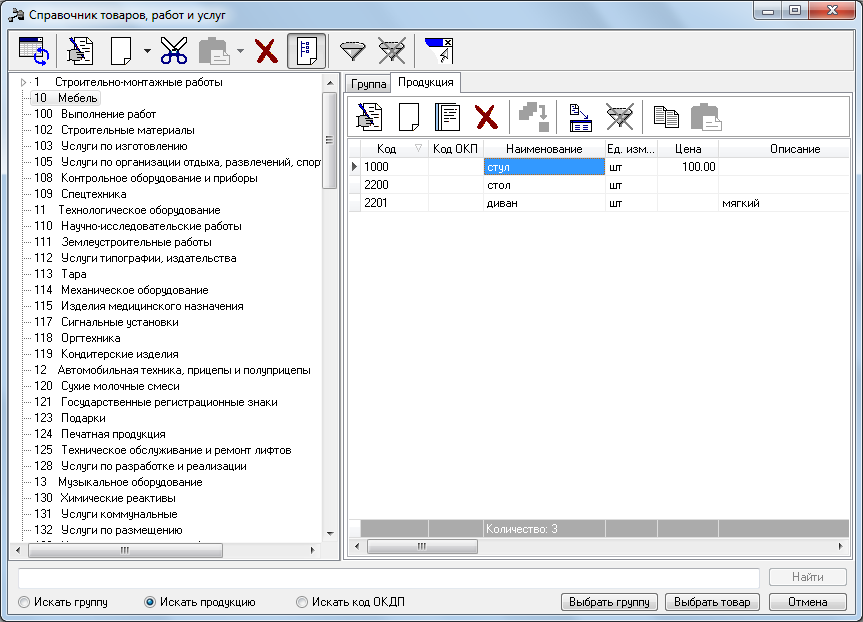 Справочник товаров, работ и услуг
1 Строительно-монтажные работы
10 Мебель
100 Выполнение работ
102 Строительные материалы
103 Услуги по изготовлению
105 Услуги по организации отдыха, развлечений, спор
108 Контрольное оборудование и приборы
109 Спецтехника
11 Технологическое оборудование
110 Научно-исследовательские работы
111 Землеустроительные работы
112 Услуги типографии, издательства
113 Тара
114 Механическое оборудование
115 Изделия медицинского назначения
117 Сигнальные установки
118 Оргтехника
119 Кондитерские изделия
12 Автомобильная техника, прицепы и полуприцепы
120 Сухие молочные смеси
121 Государственные регистрационные знаки
123 Подарки
124 Печатная продукция
125 Техническое обслуживание и ремонт лифтов
128 Услуги по разработке и реализации
13 Музыкальное оборудование
130 Химические реактивы
131 Услуги коммунальные
132 Услуги по размещению
Группа Продукция
Код Код ОКП Наименование Ед. изм... Цена Описание
1000 стул шт 100.00
2200 стол шт
2201 диван шт мягкий
Количество: 3
Найти
Искать группу Искать продукцию Искать код ОКДП Выбрать группу Выбрать товар Отмена